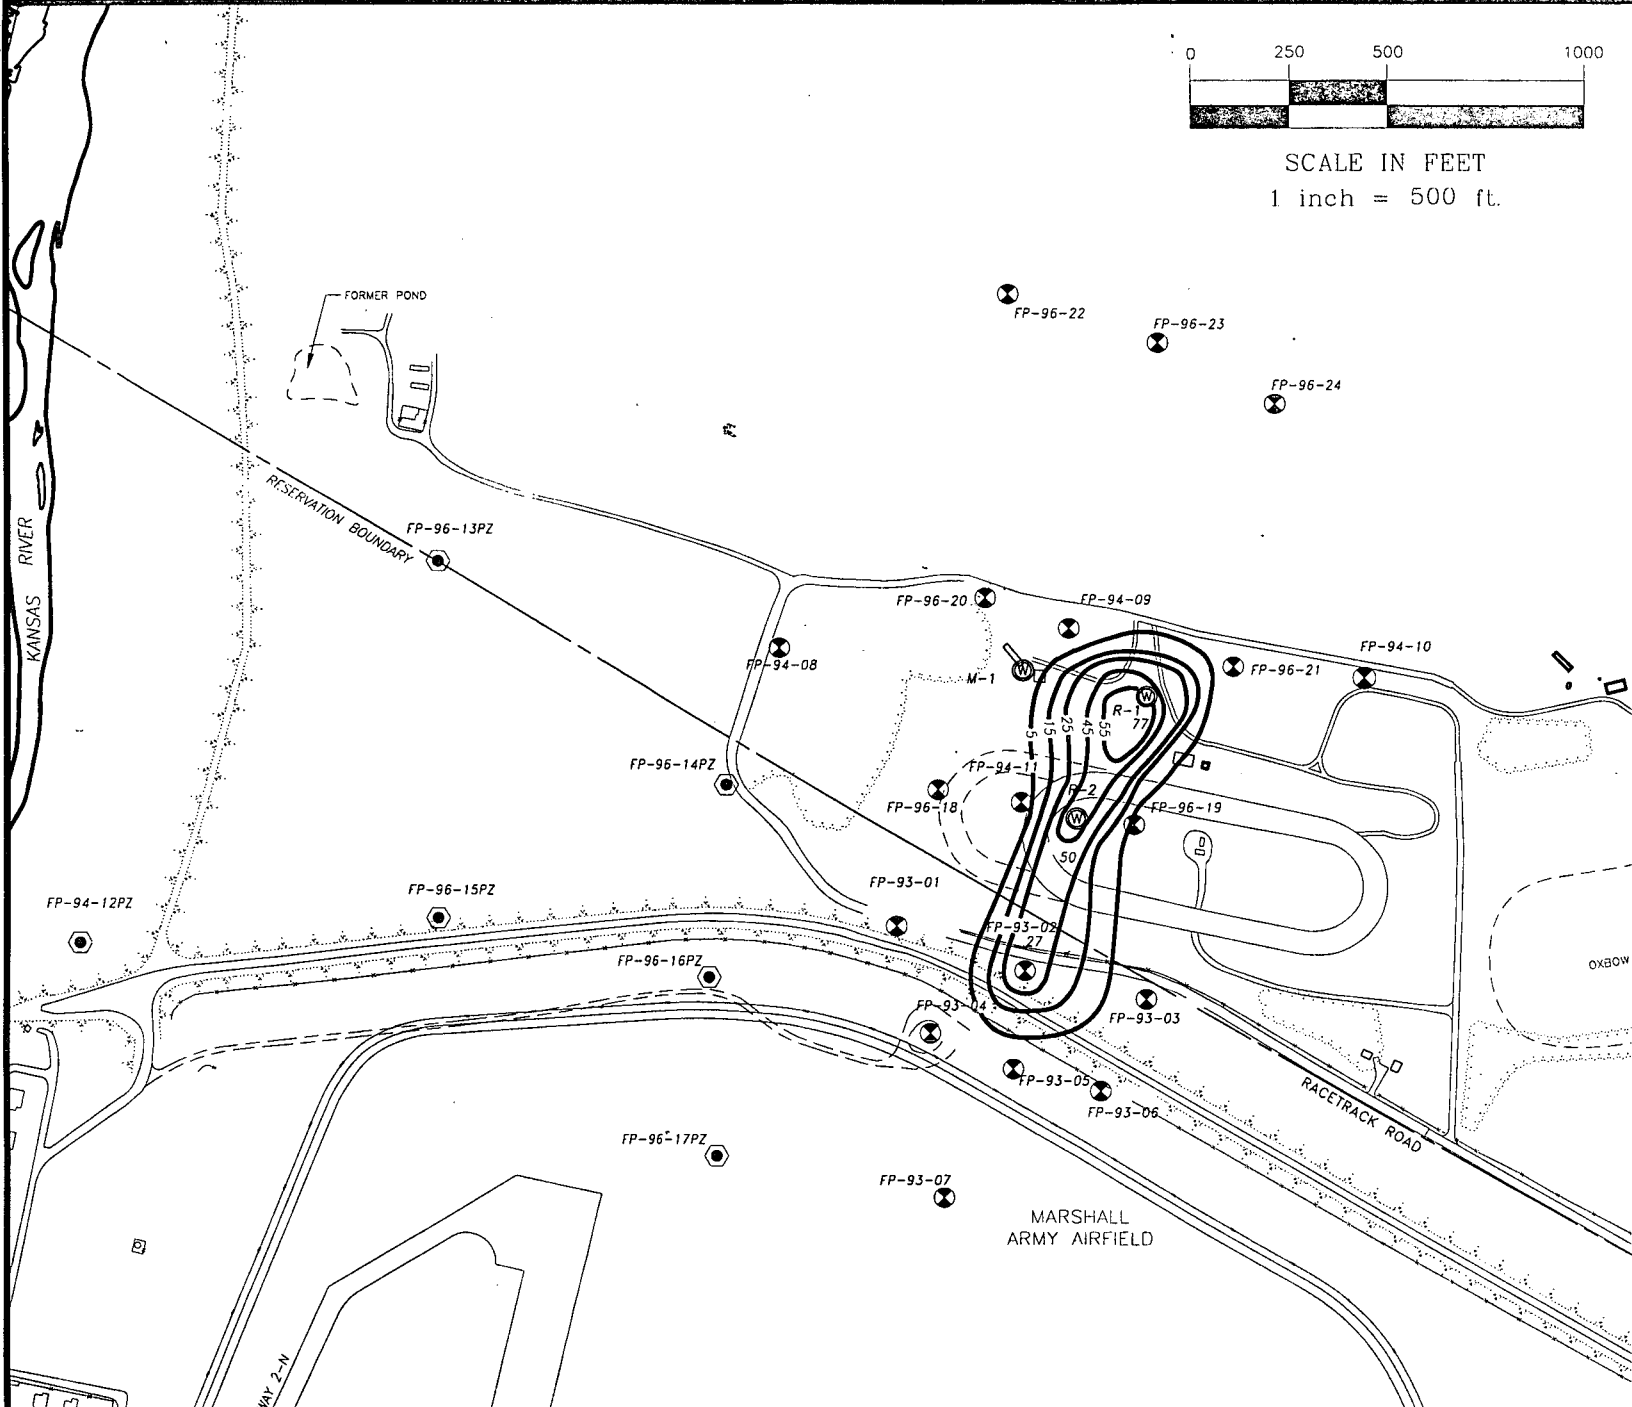 0 250 500 1000
SCALE IN FEET
1 inch = 500 ft.
FORMER POND
FP-96-22
FP-96-23
FP-96-24
RESERVATION BOUNDARY
FP-96-13PZ
KANSAS RIVER
FP-96-20
FP-94-09
FP-94-10
FP-94-08
M-1
W
FP-96-21
W
R-1
77
5
15
25
45
55
FP-96-14PZ
FP-94-11
R-2
FP-96-18
W
FP-96-19
50
FP-93-01
FP-94-12PZ
FP-96-15PZ
FP-93-02
27
OXBOW
FP-96-16PZ
FP-93-04
FP-93-03
FP-93-05
FP-93-06
RACETRACK ROAD
FP-96-17PZ
FP-93-07
MARSHALL
ARMY AIRFIELD
WAY 2-N